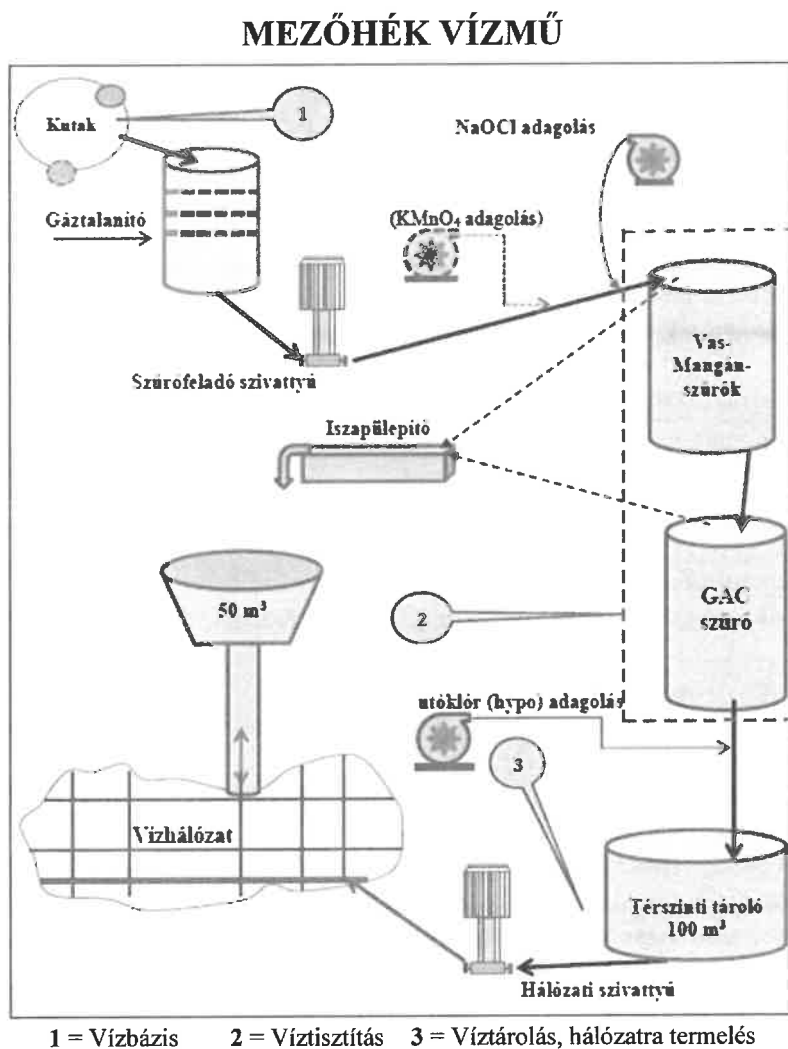 MEZŐHÉK VÍZMŰ
Kutak
1
NaOCl adagolás
Gáztalanító
(KMnO₄ adagolás)
Vas-
Mangán-
szűrők
Szűrőfeladó szivattyú
Iszapülepítő
50 m³
GAC
szűrő
2
utóklór (hypo) adagolás
3
Vízhálózat
Térszinti tároló
100 m³
Hálózati szivattyú
1 = Vízbázis 2 = Víztisztítás 3 = Víztárolás, hálózatra termelés